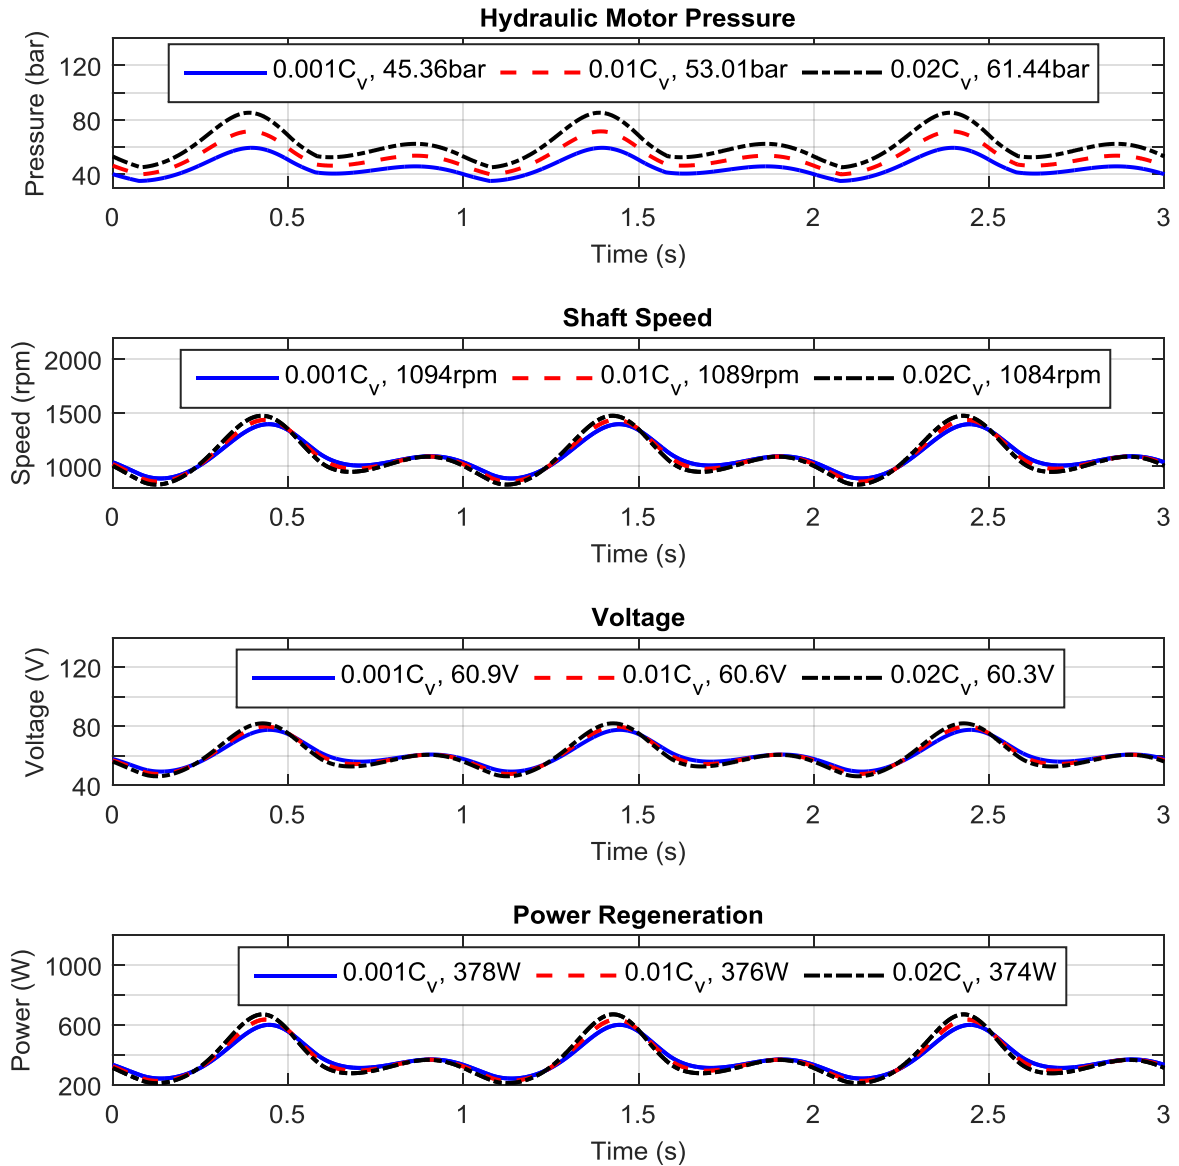 Hydraulic Motor Pressure
Pressure (bar)
120
80
40
0.001Cv, 45.36bar 0.01Cv, 53.01bar 0.02Cv, 61.44bar
0 0.5 1 1.5 2 2.5 3
Time (s)
Shaft Speed
Speed (rpm)
2000
1500
1000
0.001Cv, 1094rpm 0.01Cv, 1089rpm 0.02Cv, 1084rpm
0 0.5 1 1.5 2 2.5 3
Time (s)
Voltage
Voltage (V)
120
80
40
0.001Cv, 60.9V 0.01Cv, 60.6V 0.02Cv, 60.3V
0 0.5 1 1.5 2 2.5 3
Time (s)
Power Regeneration
Power (W)
1000
600
200
0.001Cv, 378W 0.01Cv, 376W 0.02Cv, 374W
0 0.5 1 1.5 2 2.5 3
Time (s)